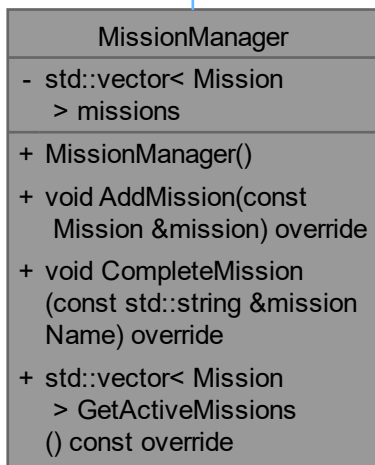 MissionManager
- std::vector< Mission
> missions
+ MissionManager()
+ void AddMission(const
Mission &mission) override
+ void CompleteMission
(const std::string &mission
Name) override
+ std::vector< Mission
> GetActiveMissions
() const override